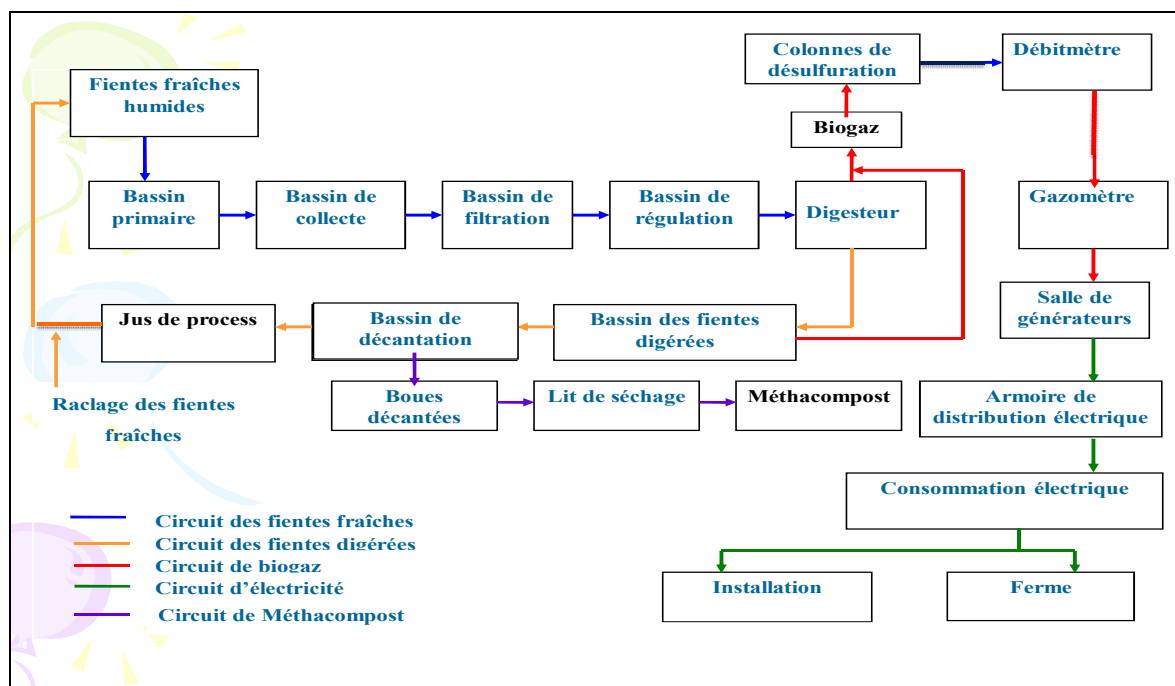 Colonnes de
désulfuration
Débitmètre
Fientes fraîches
humides
Biogaz
Bassin
primaire
Bassin de
collecte
Bassin de
filtration
Bassin de
régulation
Digesteur
Gazomètre
Jus de process
Bassin de
décantation
Bassin des fientes
digérées
Salle de
générateurs
Raclage des fientes
fraîches
Boues
décantées
Lit de séchage
Méthacompost
Armoire de
distribution électrique
Consommation électrique
Installation
Ferme
Circuit des fientes fraîches
Circuit des fientes digérées
Circuit de biogaz
Circuit d’électricité
Circuit de Méthacompost